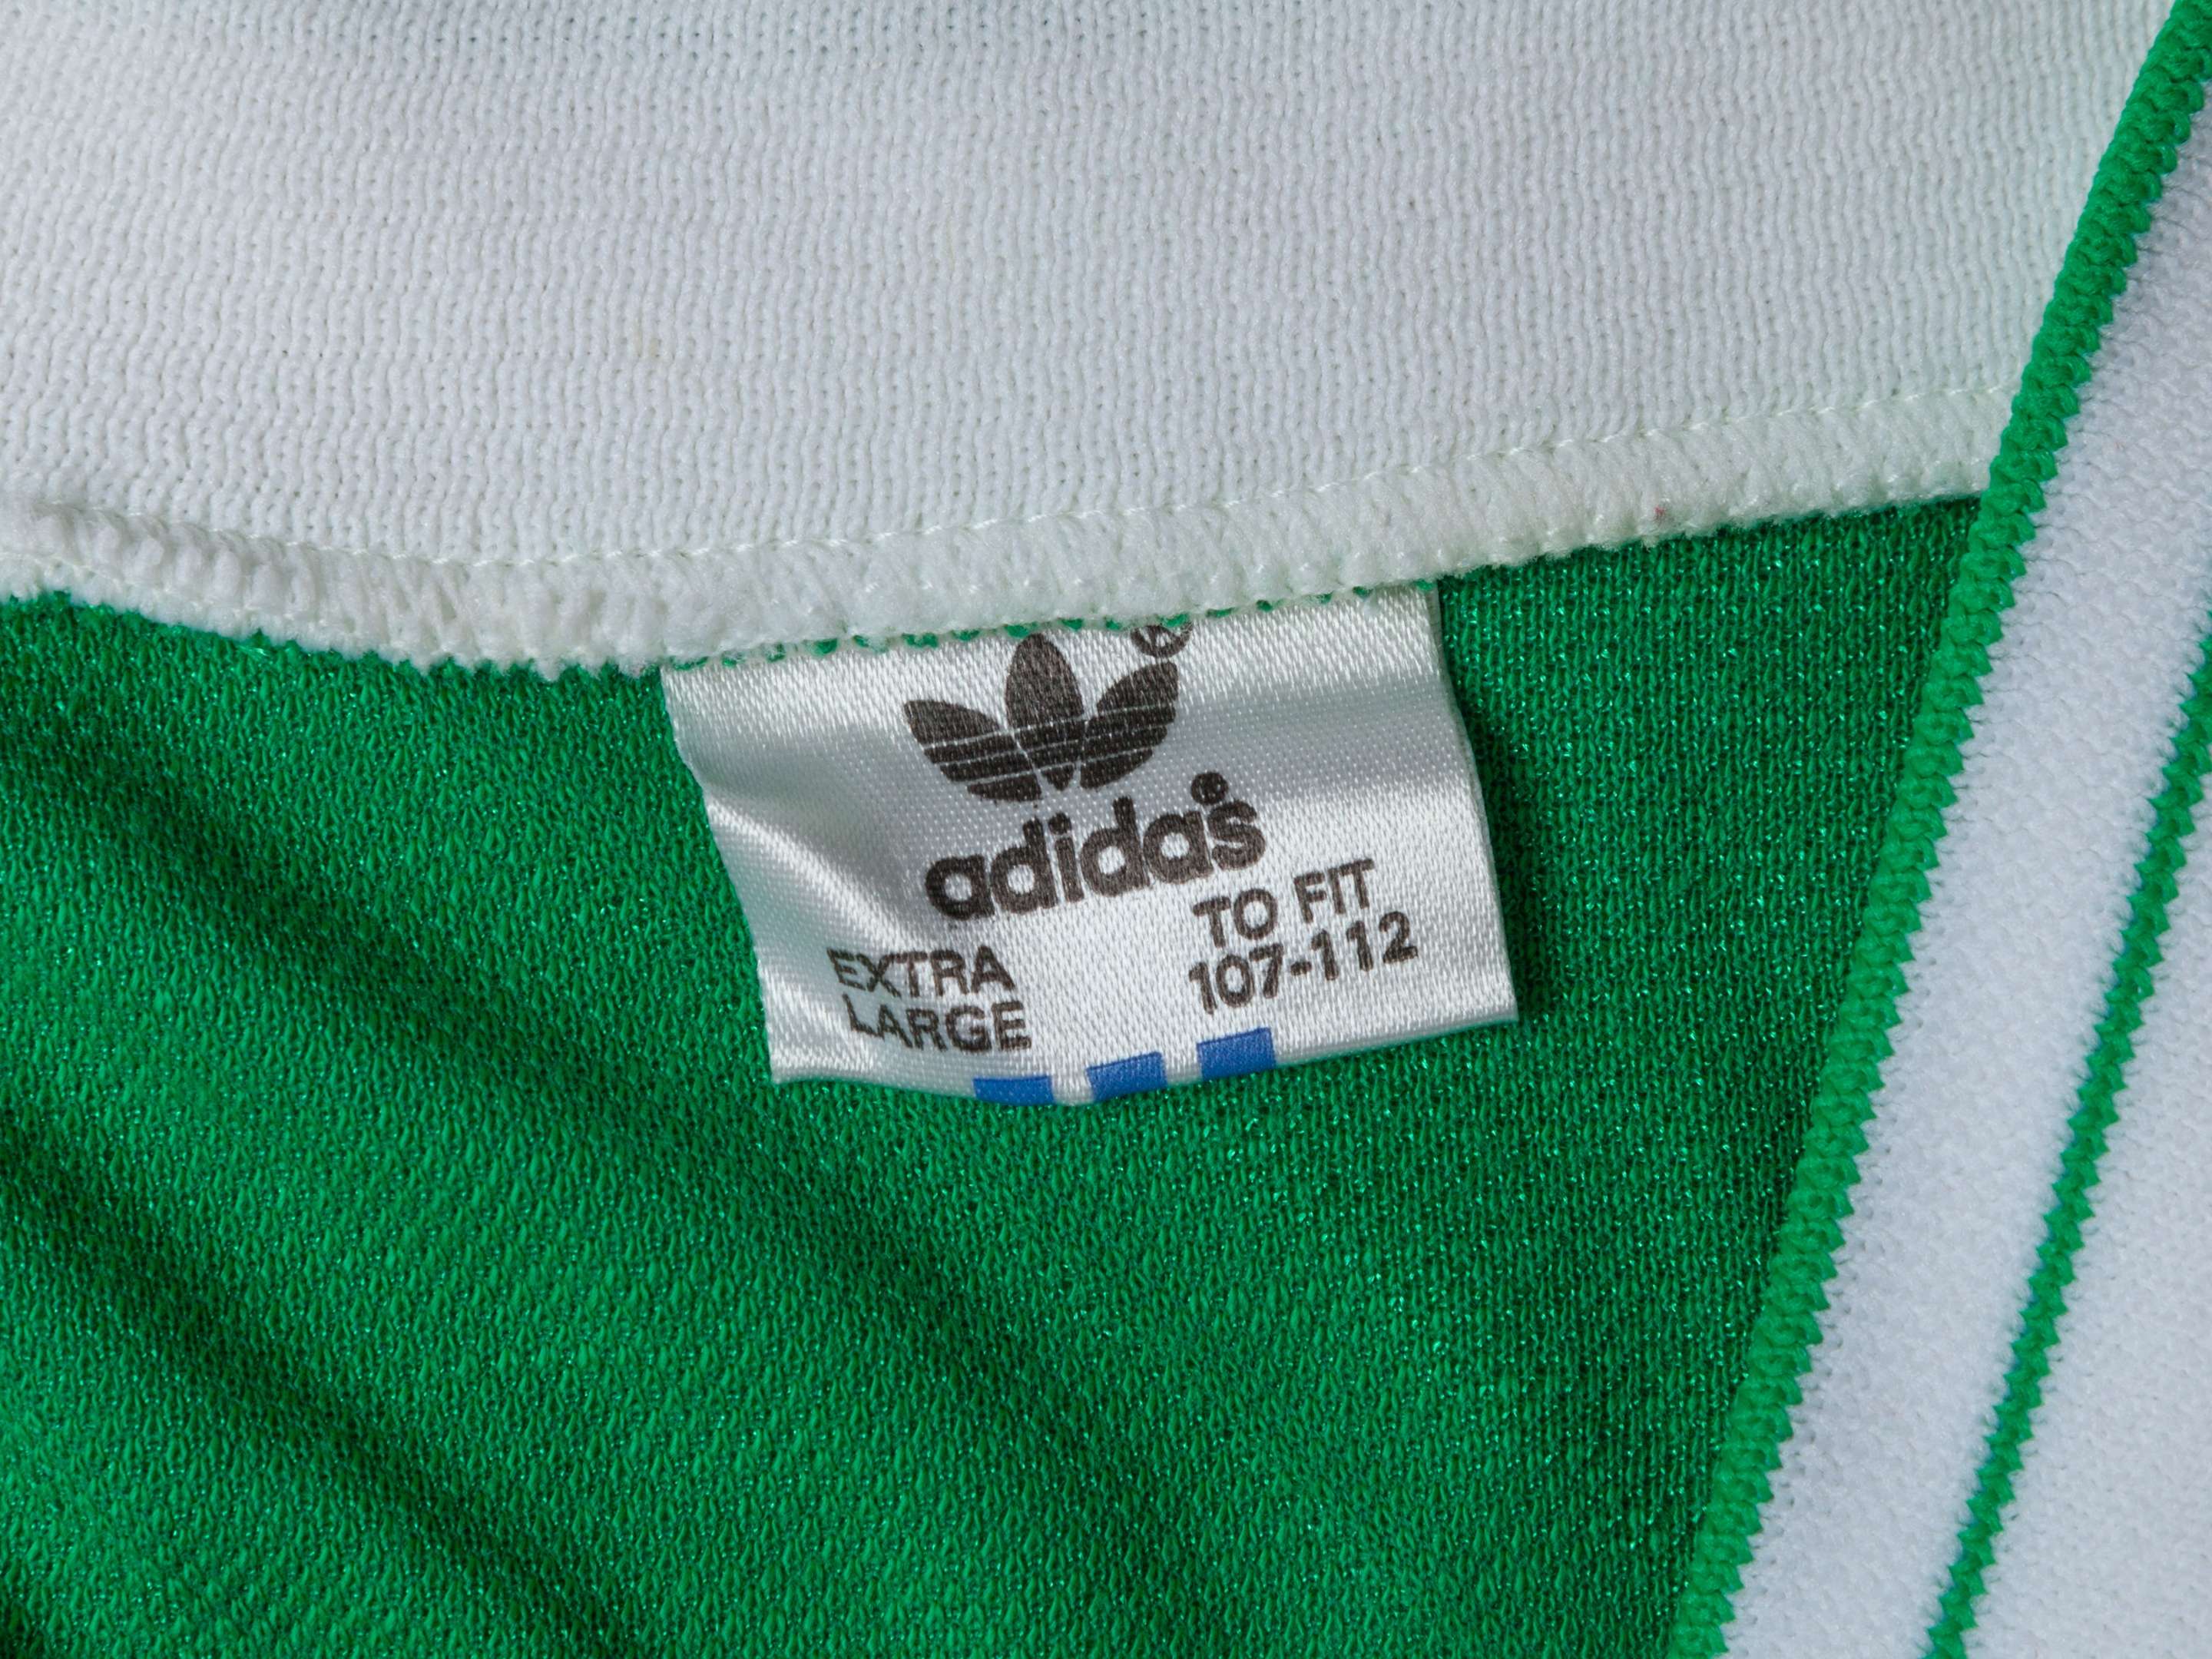 adidas
EXTRA
LARGE
TO FIT
107-112